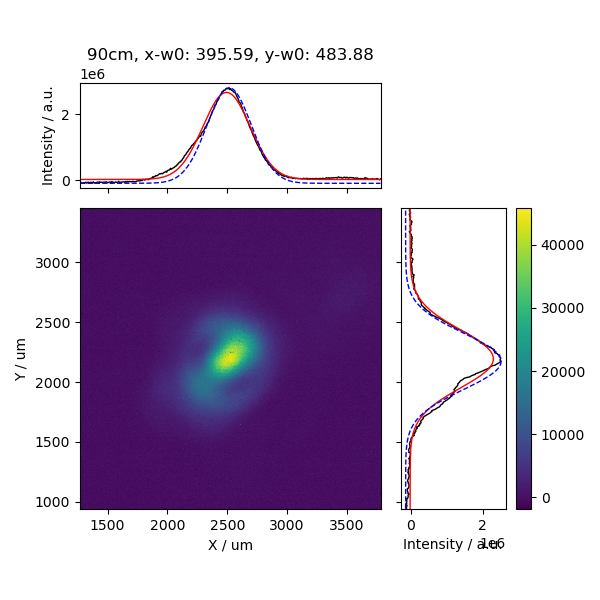 90cm, x-w0: 395.59, y-w0: 483.88
1e6
Intensity / a.u.
2
0
Y / um
3000
2500
2000
1500
1000
1500 2000 2500 3000 3500
X / um
0 2
Intensity / a.u.
1e6
40000
30000
20000
10000
0